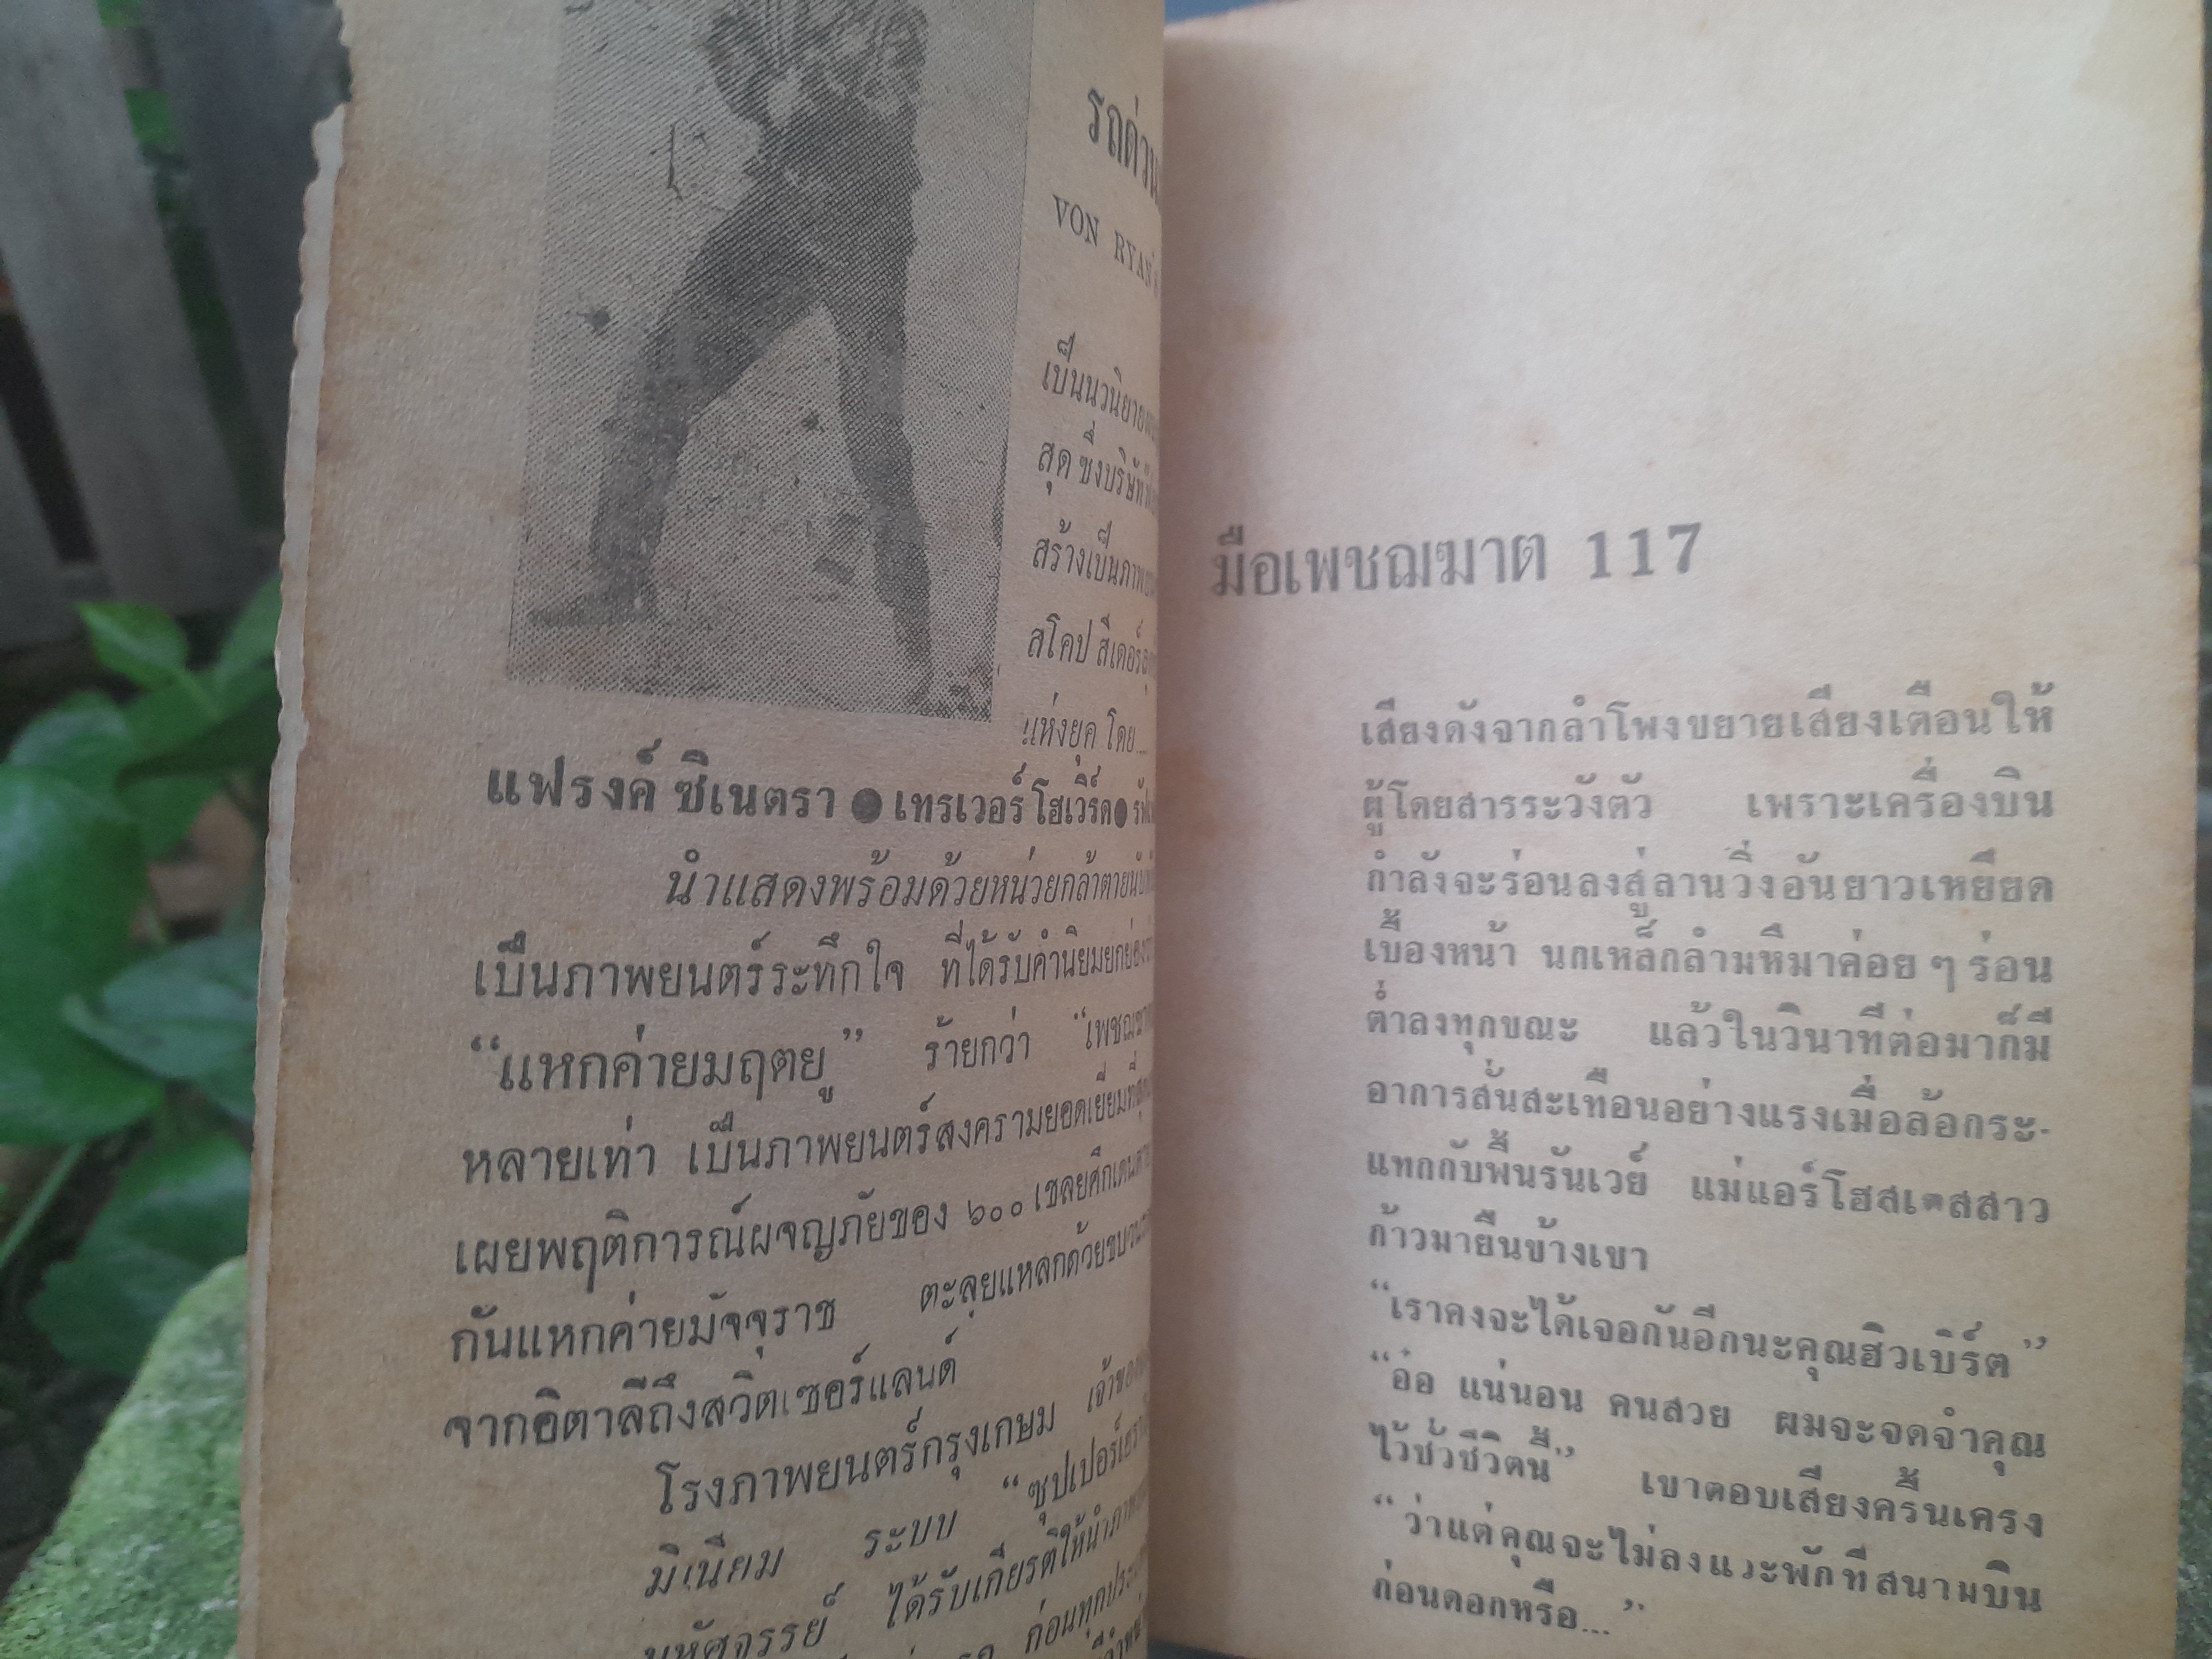 รถด่วน
VON RYAN'S
เป็นนวนิยาย
สุด ซึ่งบริษัท
สร้างเป็นภาพ
สโคป สีเดอร์
แห่งยุค โดย...
แฟรงค์ ซิเนตรา ● เทรเวอร์ โฮเวิร์ด ●
นำแสดงพร้อมด้วยหน่วยกล้าตายนับ
เป็นภาพยนตร์ระทึกใจ ที่ได้รับคำนิยมยกย่อง
“แหกค่ายมฤตยู” ร้ายกว่า
หลายเท่า เป็นภาพยนตร์สงครามยอดเยี่ยมที่สุด
เผยพฤติการณ์ผจญภัยของ ๖๐๐ เชลยศึกเดนตาย
กันแหกค่ายมัจจุราช ตะลุยแหลกด้วยขบวน
จากอิตาลีถึงสวิตเซอร์แลนด์
โรงภาพยนตร์กรุงเกษม เจ้าของ
มิเนียม ระบบ “ซุปเปอร์
มหัศจรรย์ ได้รับเกียรติให้นำภาพ
ก่อนทุกประเทศ
มือเพชฌฆาต 117
เสียงดังจากลำโพงขยายเสียงเตือนให้
ผู้โดยสารระวังตัว เพราะเครื่องบิน
กำลังจะร่อนลงสู่ลานวิ่งอันยาวเหยียด
เบื้องหน้า นกเหล็กลำมหึมาค่อย ๆ ร่อน
ต่ำลงทุกขณะ แล้วในวินาทีต่อมาก็มี
อาการสั่นสะเทือนอย่างแรงเมื่อล้อกระ-
แทกกับพื้นรันเวย์ แม่แอร์โฮสเตสสาว
ก้าวมายืนข้างเขา
“เราคงจะได้เจอกันอีกนะคุณฮิวเบิร์ต”
“อ๋อ แน่นอน คนสวย ผมจะจดจำคุณ
ไว้ชั่วชีวิตนี้” เขาตอบเสียงครื้นเครง
“ว่าแต่คุณจะไม่ลงแวะพักที่สนามบิน
ก่อนดอกหรือ...”